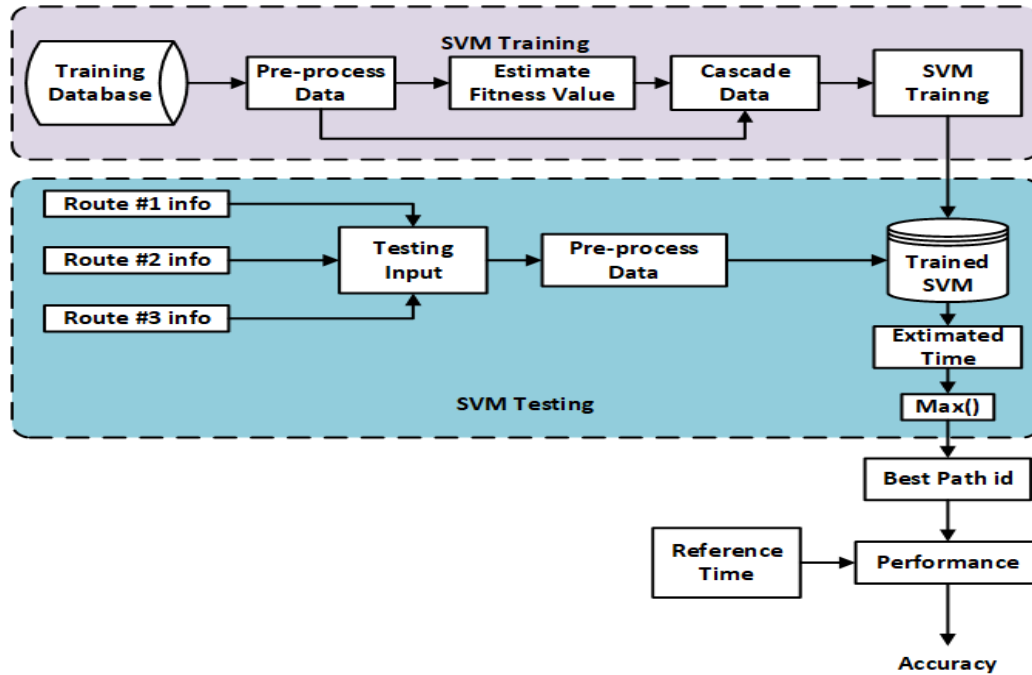 SVM Training
Training
Database
Pre-process
Data
Estimate
Fitness Value
Cascade
Data
SVM
Trainng
Route #1 info
Route #2 info
Route #3 info
Testing
Input
Pre-process
Data
Trained
SVM
Extimated
Time
Max()
SVM Testing
Best Path id
Reference
Time
Performance
Accuracy